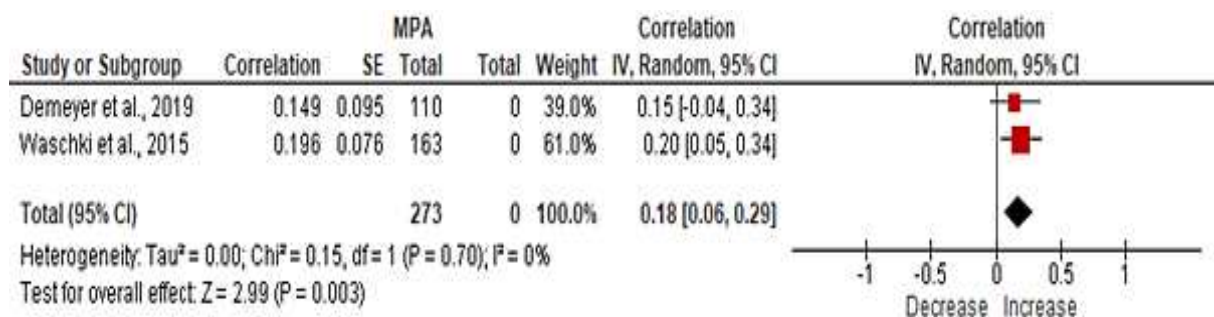 MPA Correlation Correlation
Study or Subgroup Correlation SE Total Total Weight IV, Random, 95% CI IV, Random, 95% CI
Demeyer et al., 2019 0.149 0.095 110 0 39.0% 0.15 [-0.04, 0.34]
Waschki et al., 2015 0.196 0.076 163 0 61.0% 0.20 [0.05, 0.34]
Total (95% CI) 273 0 100.0% 0.18 [0.06, 0.29]
Heterogeneity: Tau² = 0.00; Chi² = 0.15, df = 1 (P = 0.70); I² = 0%
Test for overall effect: Z = 2.99 (P = 0.003)
-1 -0.5 0 0.5 1
Decrease Increase